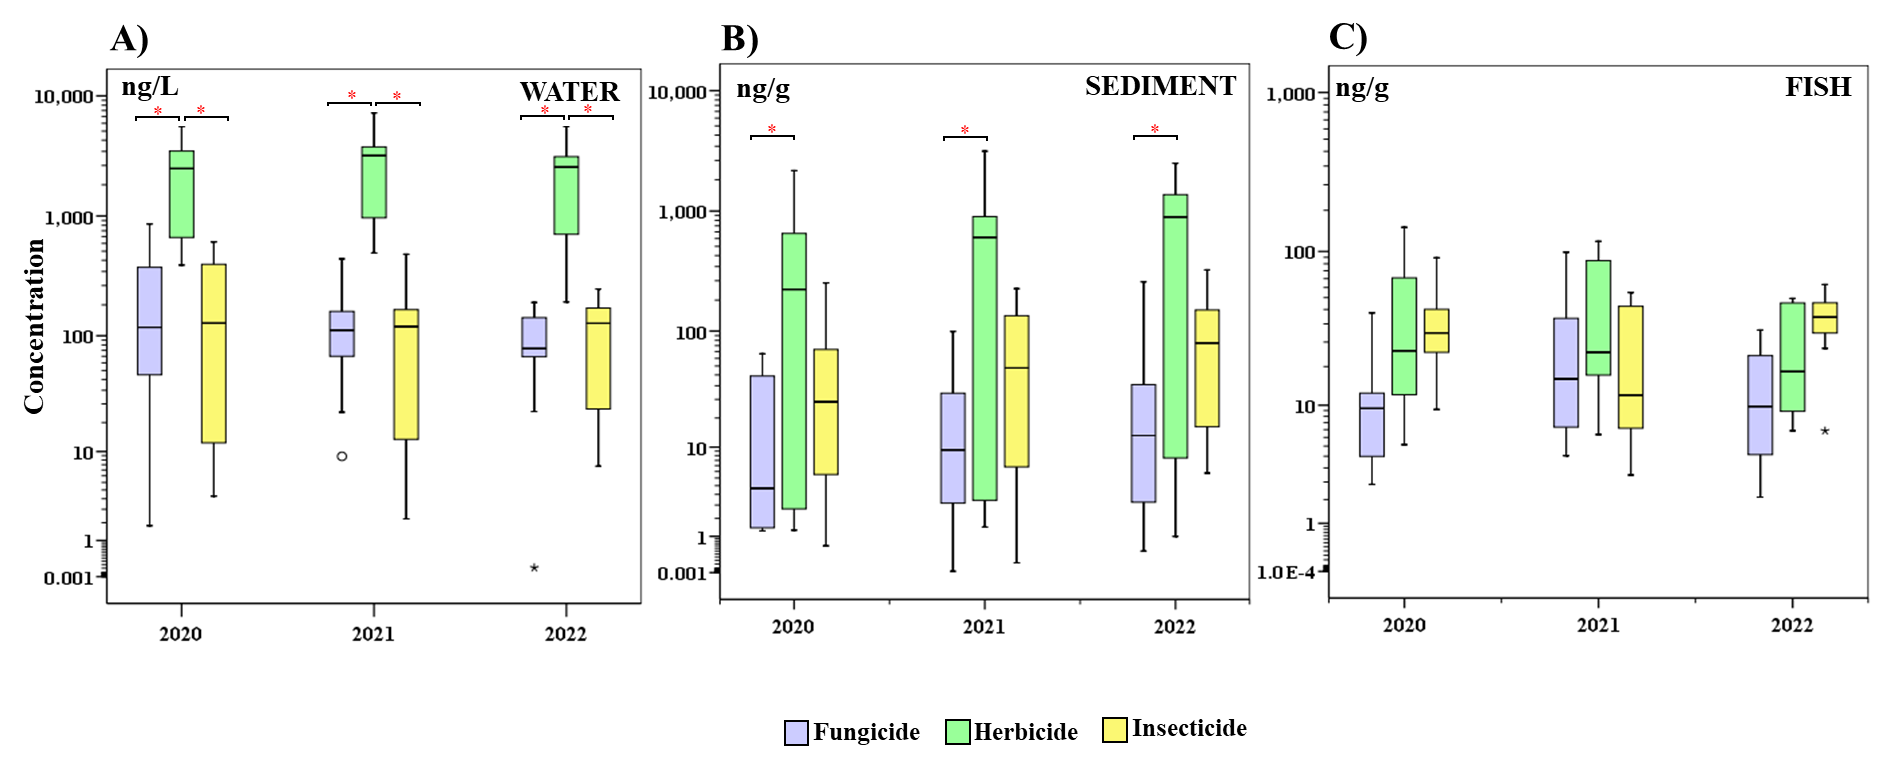 A)
ng/L
WATER
* *
* *
* *
10,000
1,000
100
10
1
0.001
Concentration
*
2020
2021
2022
B)
ng/g
SEDIMENT
*
*
*
10,000
1,000
100
10
1
0.001
2020
2021
2022
C)
ng/g
FISH
1,000
100
10
1
1.0E-4
*
2020
2021
2022
Fungicide
Herbicide
Insecticide